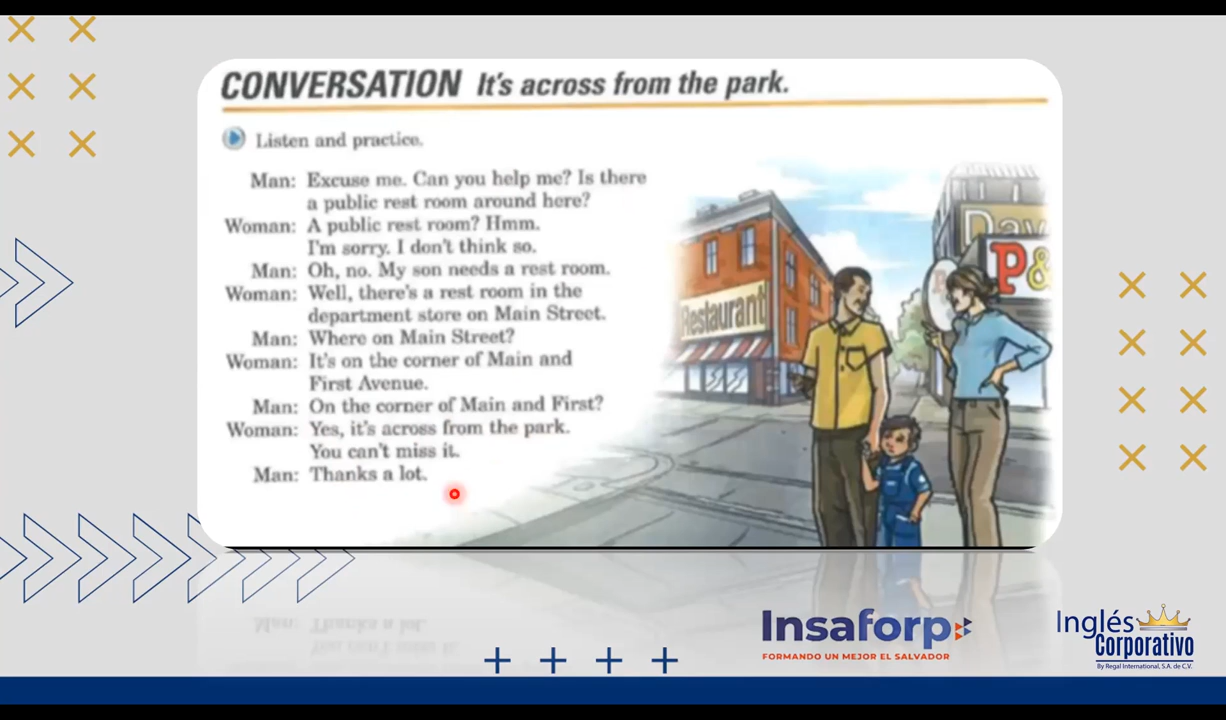 CONVERSATION It's across from the park.
Listen and practice.
Man: Excuse me. Can you help me? Is there
a public rest room around here?
Woman: A public rest room? Hmm.
I'm sorry. I don't think so.
Man: Oh, no. My son needs a rest room.
Woman: Well, there's a rest room in the
department store on Main Street.
Man: Where on Main Street?
Woman: It's on the corner of Main and
First Avenue.
Man: On the corner of Main and First?
Woman: Yes, it's across from the park.
You can't miss it.
Man: Thanks a lot.
Restaurant
Dav
P&
Insaforp
FORMANDO UN MEJOR EL SALVADOR
Inglés
Corporativo
By Regal International, S.A. de C.V.